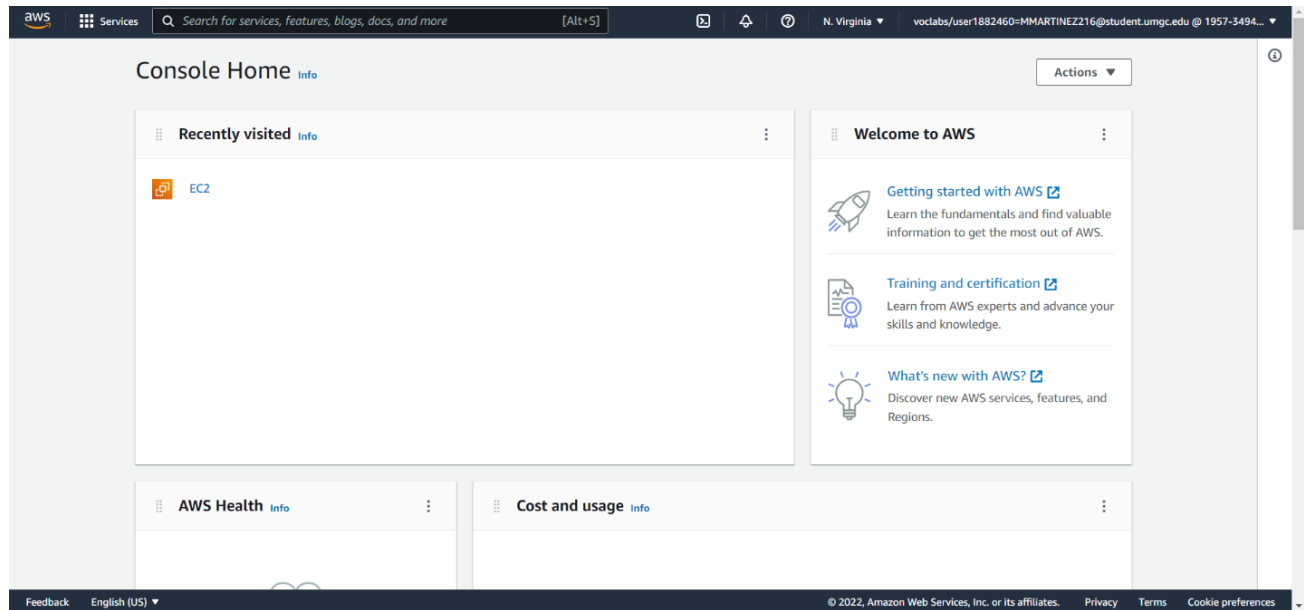 aws
Services
Search for services, features, blogs, docs, and more [Alt+S]
N. Virginia
voclabs/user1882460=MMARTINEZ216@student.umgc.edu @ 1957-3494...
Console Home Info
Actions
Recently visited Info
EC2
Welcome to AWS
Getting started with AWS
Learn the fundamentals and find valuable
information to get the most out of AWS.
Training and certification
Learn from AWS experts and advance your
skills and knowledge.
What's new with AWS?
Discover new AWS services, features, and
Regions.
AWS Health Info
Cost and usage Info
Feedback
English (US)
© 2022, Amazon Web Services, Inc. or its affiliates.
Privacy
Terms
Cookie preferences